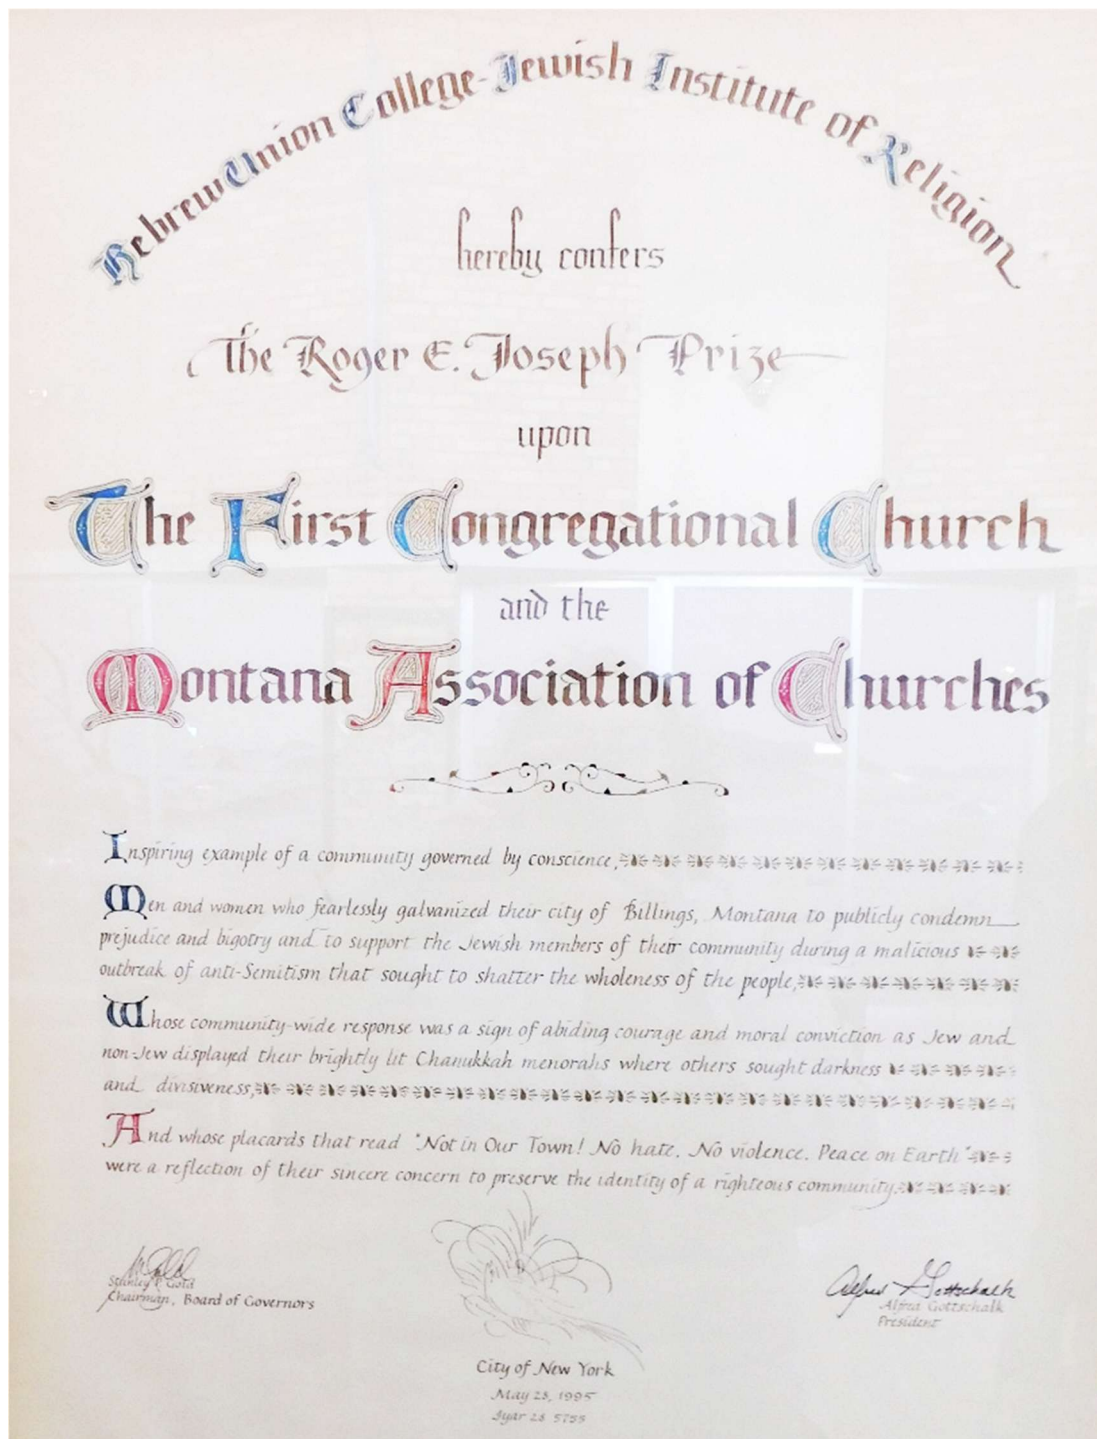 Hebrew Union College-Jewish Institute of Religion
hereby confers
The Roger E. Joseph Prize
upon
The First Congregational Church
and the
Montana Association of Churches
Inspiring example of a community governed by conscience,
Men and women who fearlessly galvanized their city of Billings, Montana to publicly condemn
prejudice and bigotry and to support the Jewish members of their community during a malicious
outbreak of anti-Semitism that sought to shatter the wholeness of the people,
Whose community-wide response was a sign of abiding courage and moral conviction as Jew and
non-Jew displayed their brightly lit Chanukkah menorahs where others sought darkness
and divisiveness,
And whose placards that read "Not in Our Town! No hate. No violence. Peace on Earth"
were a reflection of their sincere concern to preserve the identity of a righteous community.
Stanley P. Gold
Chairman, Board of Governors
Alfred Gottschalk
Alfred Gottschalk
President
City of New York
May 28, 1995
Iyar 28 5755